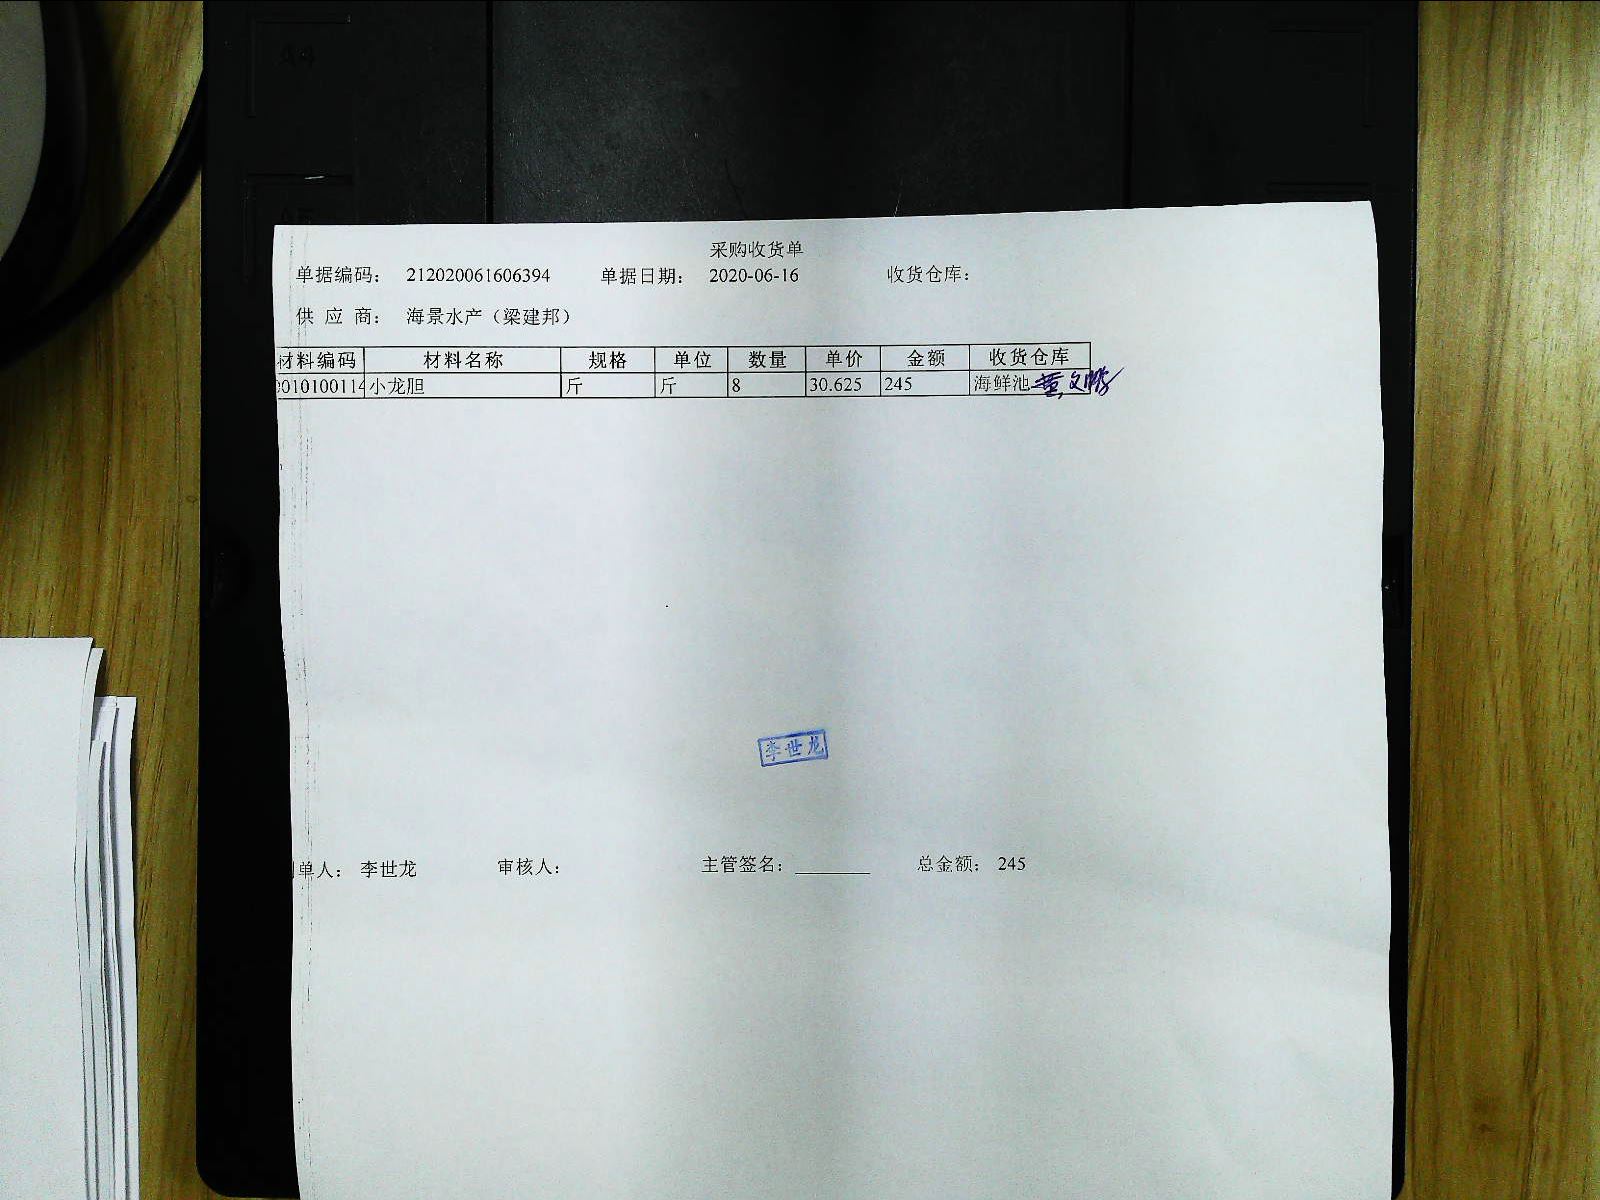 采购收货单
单据编码： 212020061606394 单据日期： 2020-06-16 收货仓库：
供 应 商： 海景水产（梁建邦）
材料编码 材料名称 规格 单位 数量 单价 金额 收货仓库
010100114 小龙胆 斤 斤 8 30.625 245 海鲜池
李世龙
单人： 李世龙 审核人： 主管签名： 总金额： 245